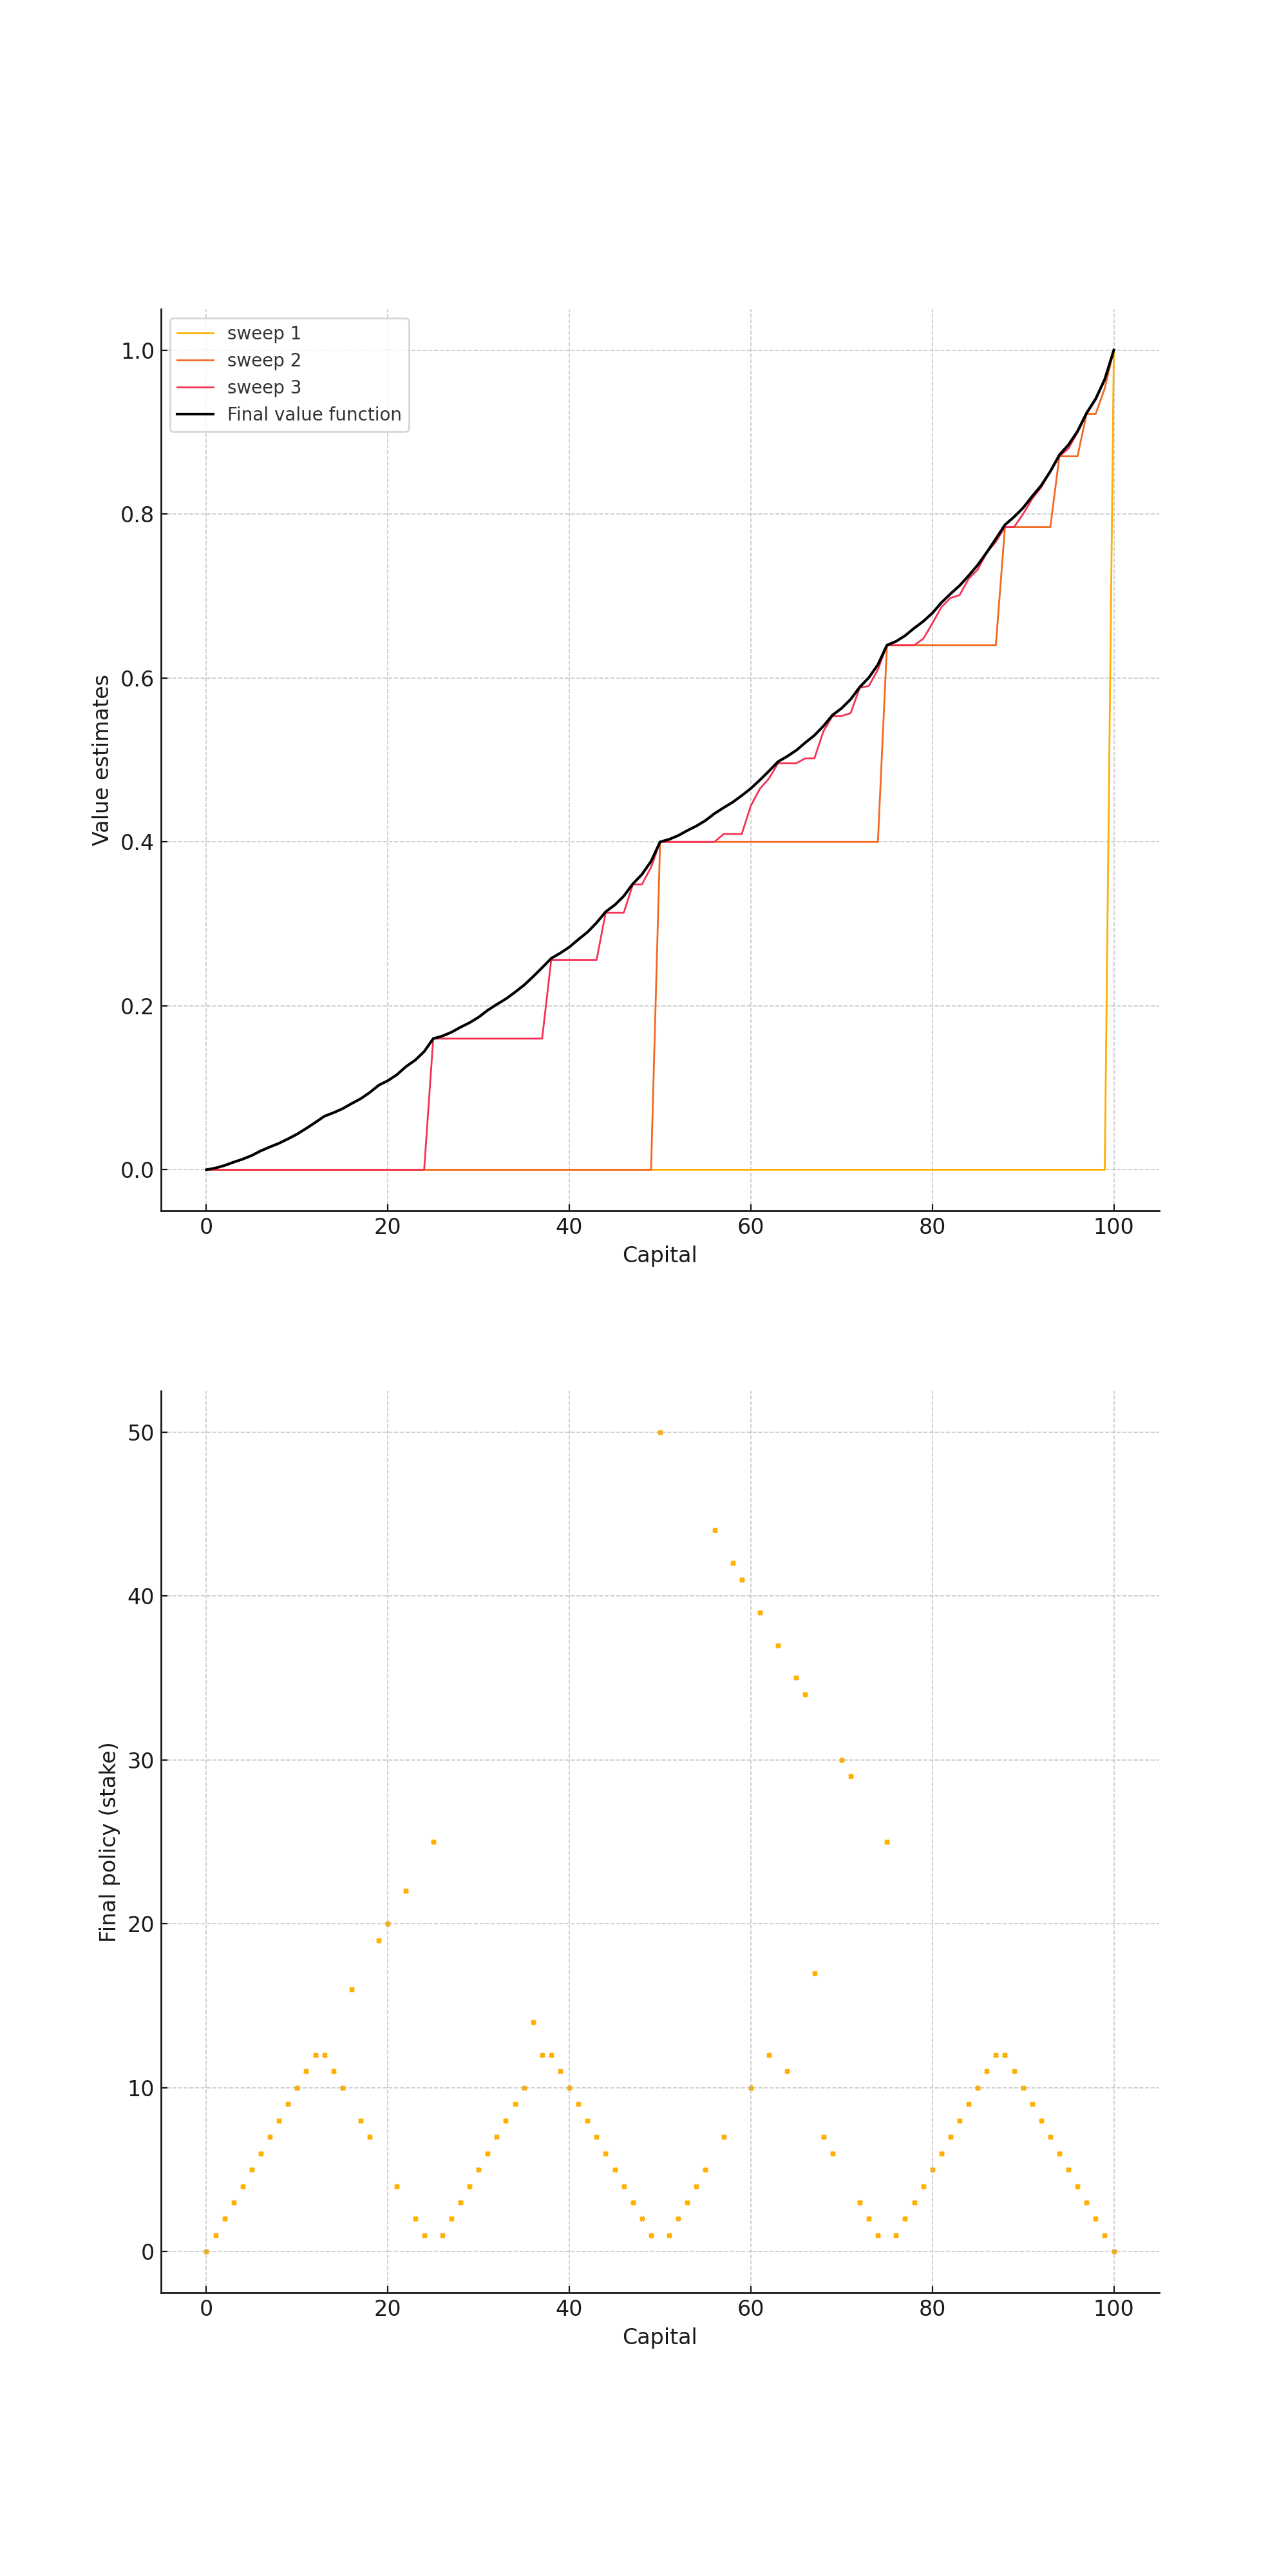 sweep 1
sweep 2
sweep 3
Final value function
1.0
0.8
0.6
0.4
0.2
0.0
Value estimates
0 20 40 60 80 100
Capital
50
40
30
20
10
0
Final policy (stake)
0 20 40 60 80 100
Capital